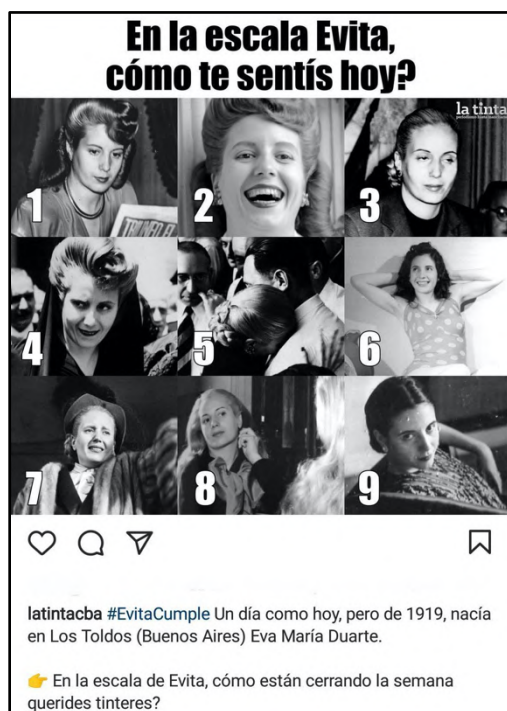 En la escala Evita,
cómo te sentís hoy?
la tinta
1
2
3
4
5
6
7
8
9
latintacba #EvitaCumple Un día como hoy, pero de 1919, nacía
en Los Toldos (Buenos Aires) Eva María Duarte.
👉 En la escala de Evita, cómo están cerrando la semana
querides tinteres?